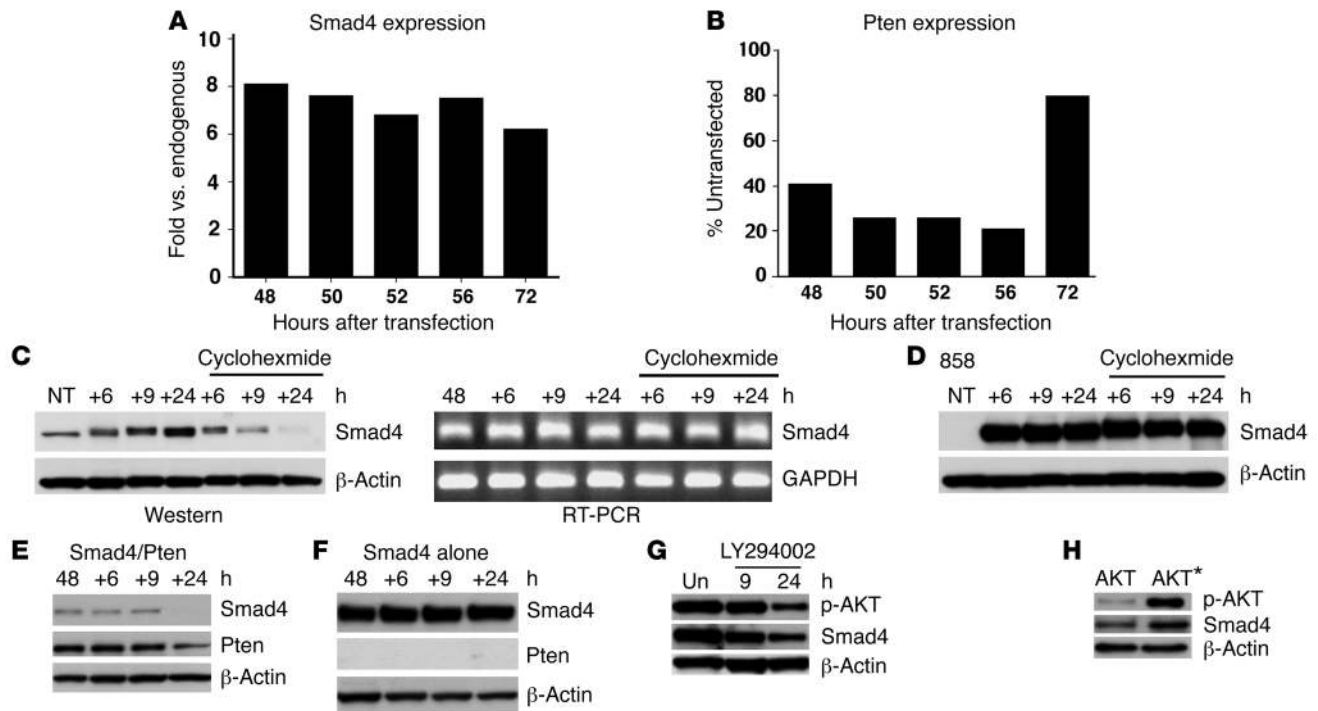 A Smad4 expression
Fold vs. endogenous
10
8
6
4
2
0
48 50 52 56 72
Hours after transfection
B Pten expression
% Untransfected
100
80
60
40
20
0
48 50 52 56 72
Hours after transfection
C Cyclohexmide
NT +6 +9 +24 +6 +9 +24 h
Smad4
β-Actin
Western
Cyclohexmide
48 +6 +9 +24 +6 +9 +24 h
Smad4
GAPDH
RT-PCR
D 858 Cyclohexmide
NT +6 +9 +24 +6 +9 +24 h
Smad4
β-Actin
E Smad4/Pten
48 +6 +9 +24 h
Smad4
Pten
β-Actin
F Smad4 alone
48 +6 +9 +24 h
Smad4
Pten
β-Actin
G LY294002
Un 9 24 h
p-AKT
Smad4
β-Actin
H
AKT AKT*
p-AKT
Smad4
β-Actin